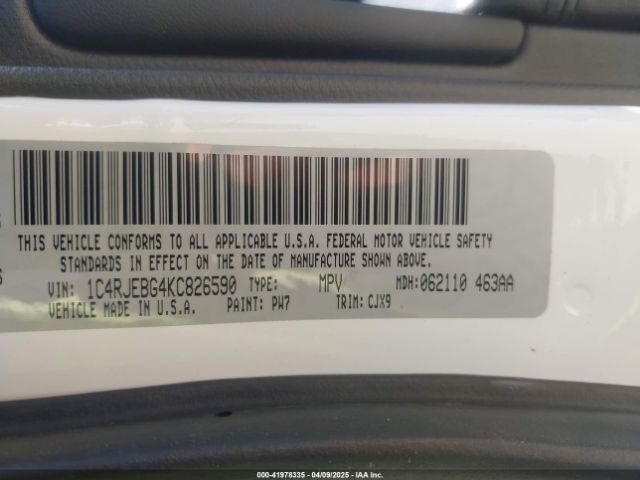 THIS VEHICLE CONFORMS TO ALL APPLICABLE U.S.A. FEDERAL MOTOR VEHICLE SAFETY
STANDARDS IN EFFECT ON THE DATE OF MANUFACTURE SHOWN ABOVE.
VIN: 1C4RJEBG4KC826590 TYPE: MPV MDH:062110 463AA
VEHICLE MADE IN U.S.A. PAINT: PW7 TRIM: CJX9
000-41978335 - 04/09/2025 - IAADECTK